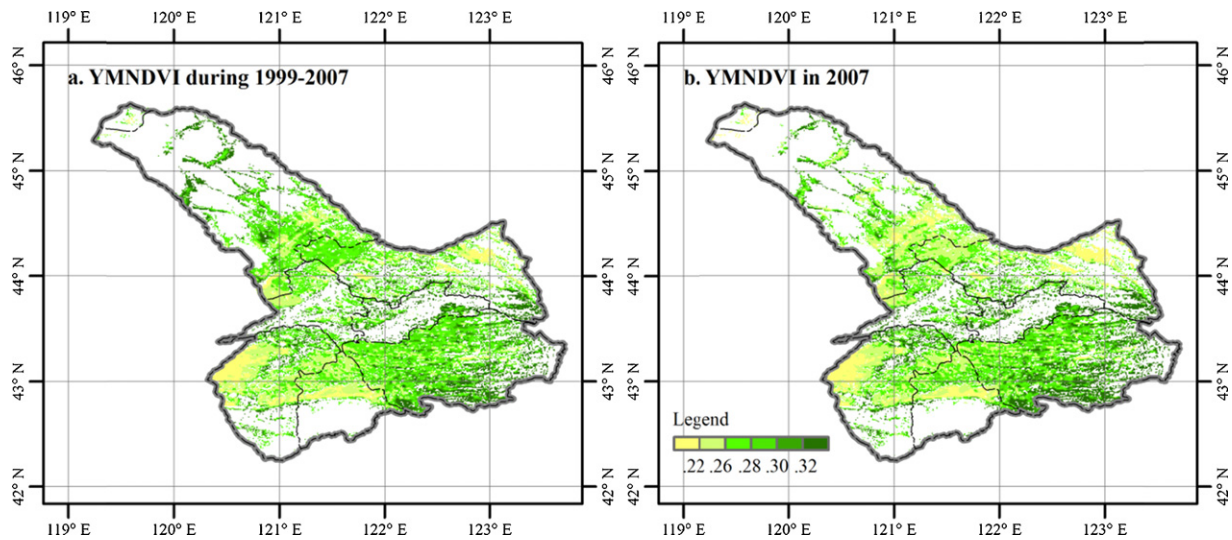 119° E 120° E 121° E 122° E 123° E 119° E 120° E 121° E 122° E 123° E
a. YMNDVI during 1999-2007
b. YMNDVI in 2007
46° N 46° N 46° N 46° N
45° N 45° N 45° N 45° N
44° N 44° N 44° N 44° N
43° N 43° N 43° N 43° N
Legend
.22 .26 .28 .30 .32
42° N 42° N 42° N 42° N
119° E 120° E 121° E 122° E 123° E 119° E 120° E 121° E 122° E 123° E